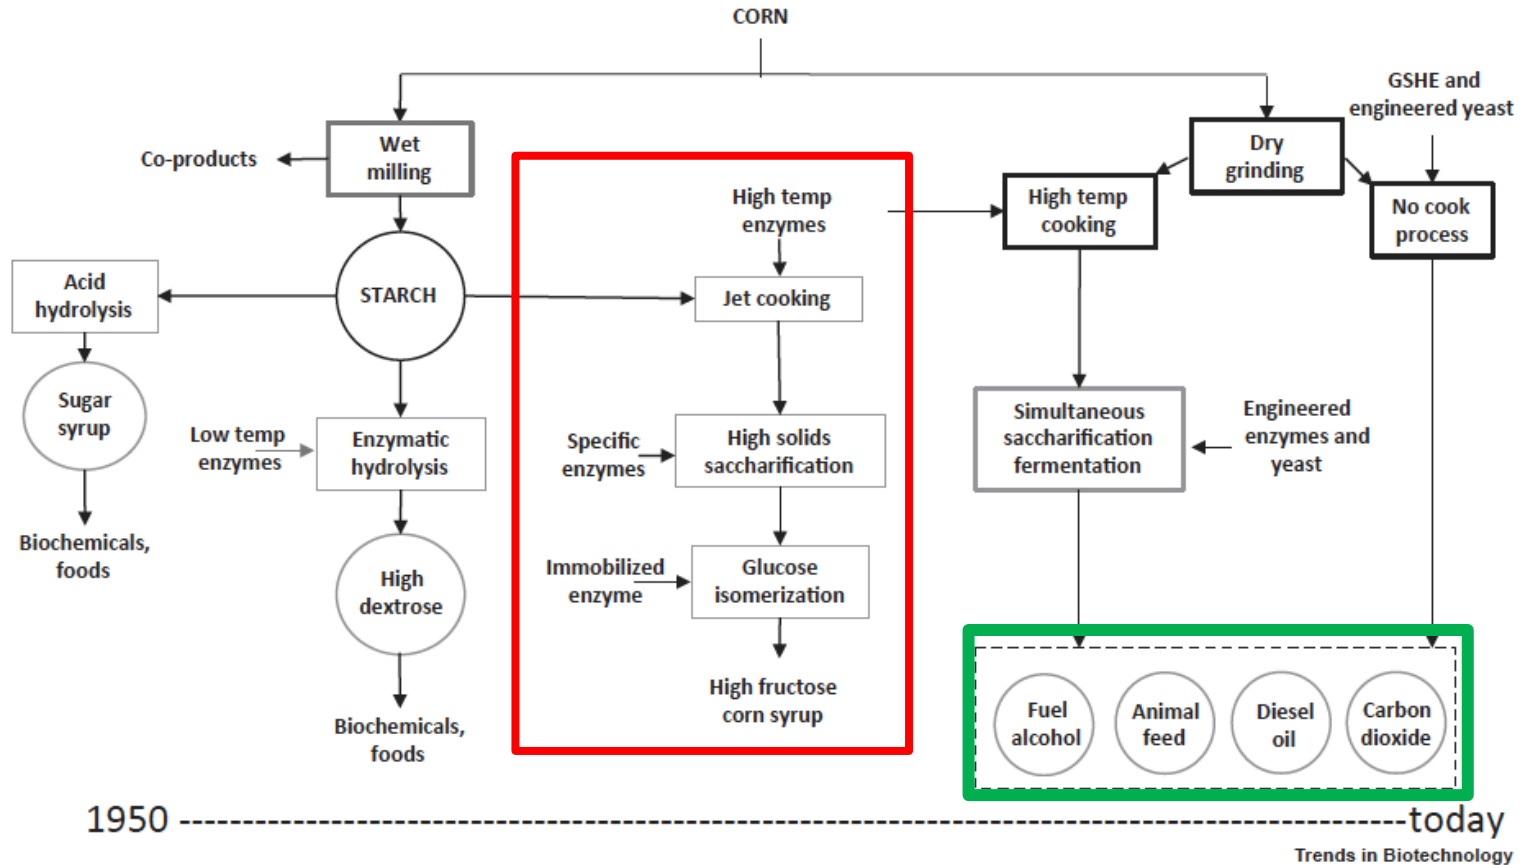 CORN
GSHE and
engineered yeast
Wet
milling
Co-products
Dry
grinding
High temp
enzymes
High temp
cooking
No cook
process
Acid
hydrolysis
STARCH
Jet cooking
Sugar
syrup
Low temp
enzymes
Enzymatic
hydrolysis
Specific
enzymes
High solids
saccharification
Simultaneous
saccharification
fermentation
Engineered
enzymes and
yeast
Biochemicals,
foods
High
dextrose
Immobilized
enzyme
Glucose
isomerization
High fructose
corn syrup
Biochemicals,
foods
Fuel
alcohol
Animal
feed
Diesel
oil
Carbon
dioxide
1950 today
Trends in Biotechnology